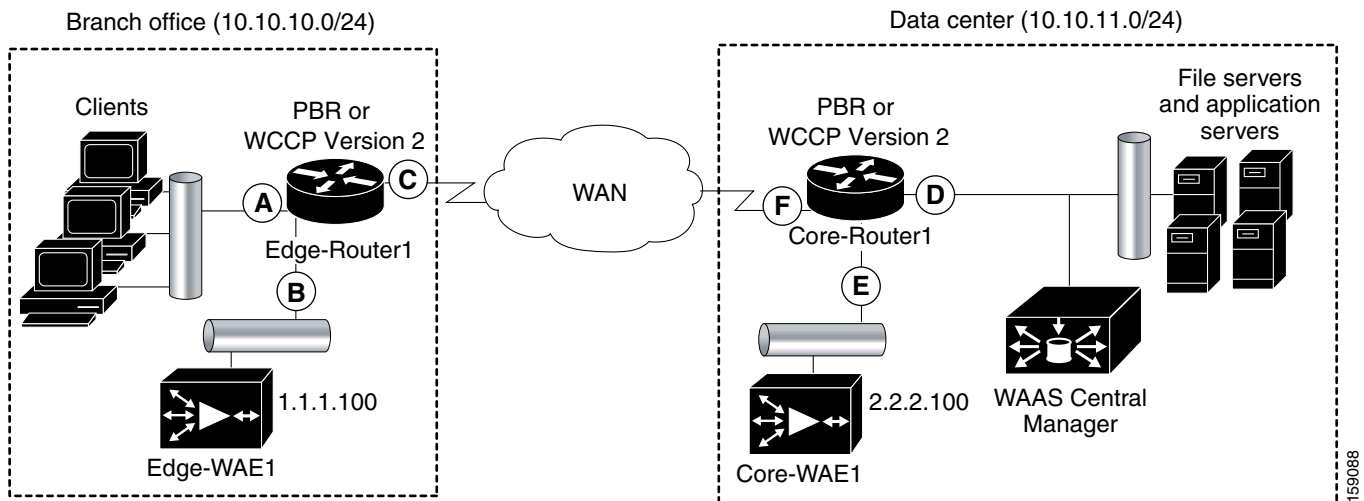 Branch office (10.10.10.0/24)
Data center (10.10.11.0/24)
Clients
PBR or
WCCP Version 2
A
C
Edge-Router1
B
1.1.1.100
Edge-WAE1
WAN
PBR or
WCCP Version 2
F
D
Core-Router1
E
2.2.2.100
Core-WAE1
File servers
and application
servers
WAAS Central
Manager
159088